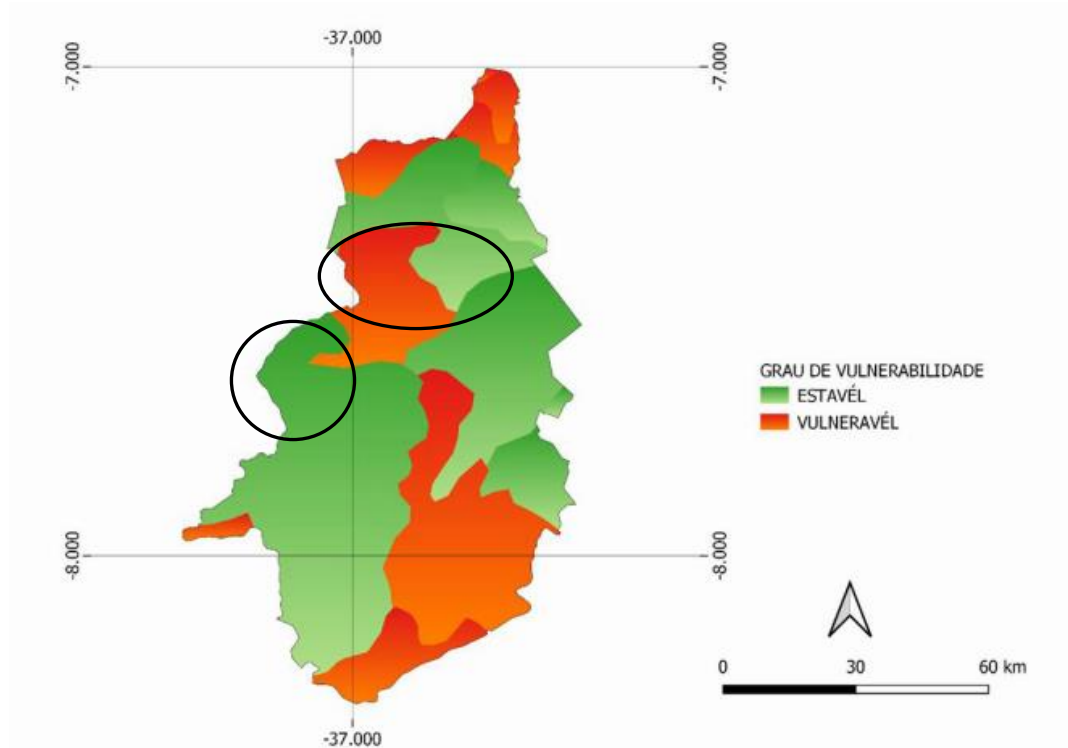 -37.000
-7.000
-7.000
GRAU DE VULNERABILIDADE
ESTAVÉL
VULNERAVÉL
-8.000
-8.000
0 30 60 km
-37.000